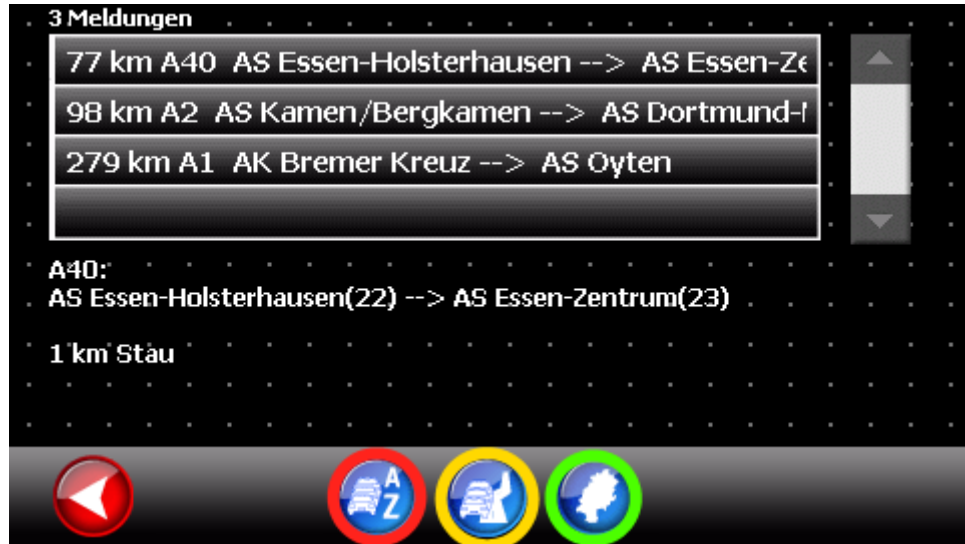 3 Meldungen
77 km A40 AS Essen-Holsterhausen --> AS Essen-Ze
98 km A2 AS Kamen/Bergkamen --> AS Dortmund-
279 km A1 AK Bremer Kreuz --> AS Oyten
A40:
AS Essen-Holsterhausen(22) --> AS Essen-Zentrum(23)
1 km Stau
A
Z